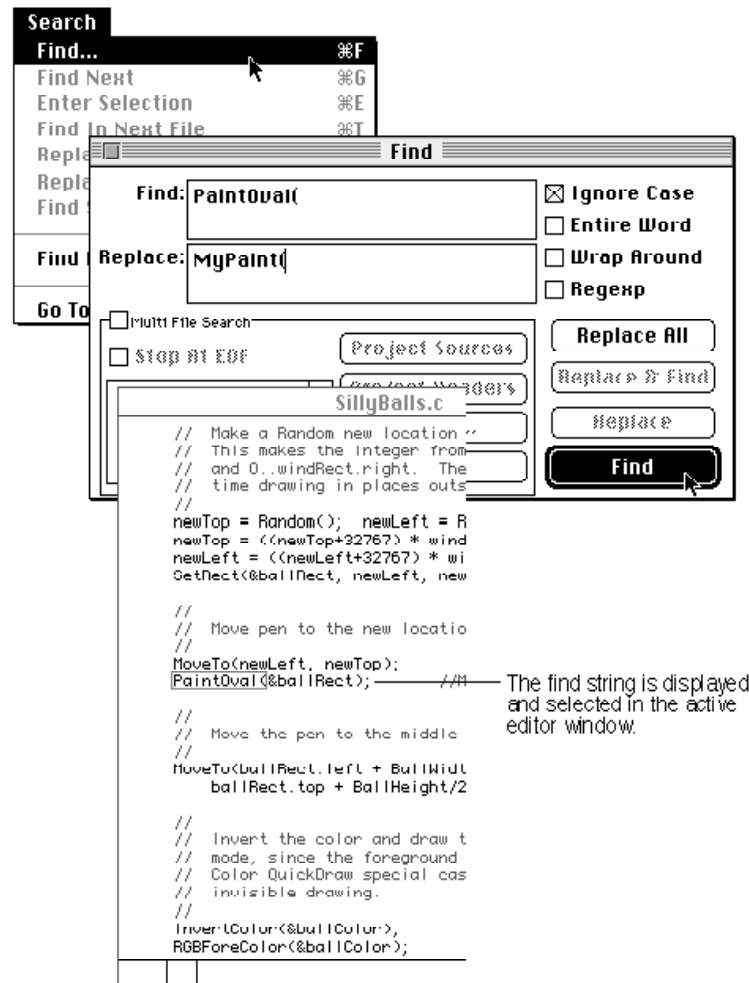 Search
Find... ⌘F
Find Next ⌘G
Enter Selection ⌘E
Find In Next File ⌘T
Repla
Repla
Find
Find
Go To
Find
Find: PaintOval(
Replace: MyPaint(
Ignore Case
Entire Word
Wrap Around
Regexp
Multi File Search
Stop At EOF
Project Sources
Project Headers
Replace All
Replace & Find
Replace
Find
SillyBalls.c
// Make a Random new location
// This makes the integer from
// and 0..windRect.right. The
// time drawing in places outs
//
newTop = Random(); newLeft = R
newTop = ((newTop+32767) * wind
newLeft = ((newLeft+32767) * wi
SetRect(&ballRect, newLeft, new
//
// Move pen to the new locatio
//
MoveTo(newLeft, newTop);
PaintOval(&ballRect); //M
//
// Move the pen to the middle
//
MoveTo(ballRect.left + BallWidt
ballRect.top + BallHeight/2
//
// Invert the color and draw t
// mode, since the foreground
// Color QuickDraw special cas
// invisible drawing.
//
InvertColor(&ballColor);
RGBForeColor(&ballColor);
The find string is displayed
and selected in the active
editor window.